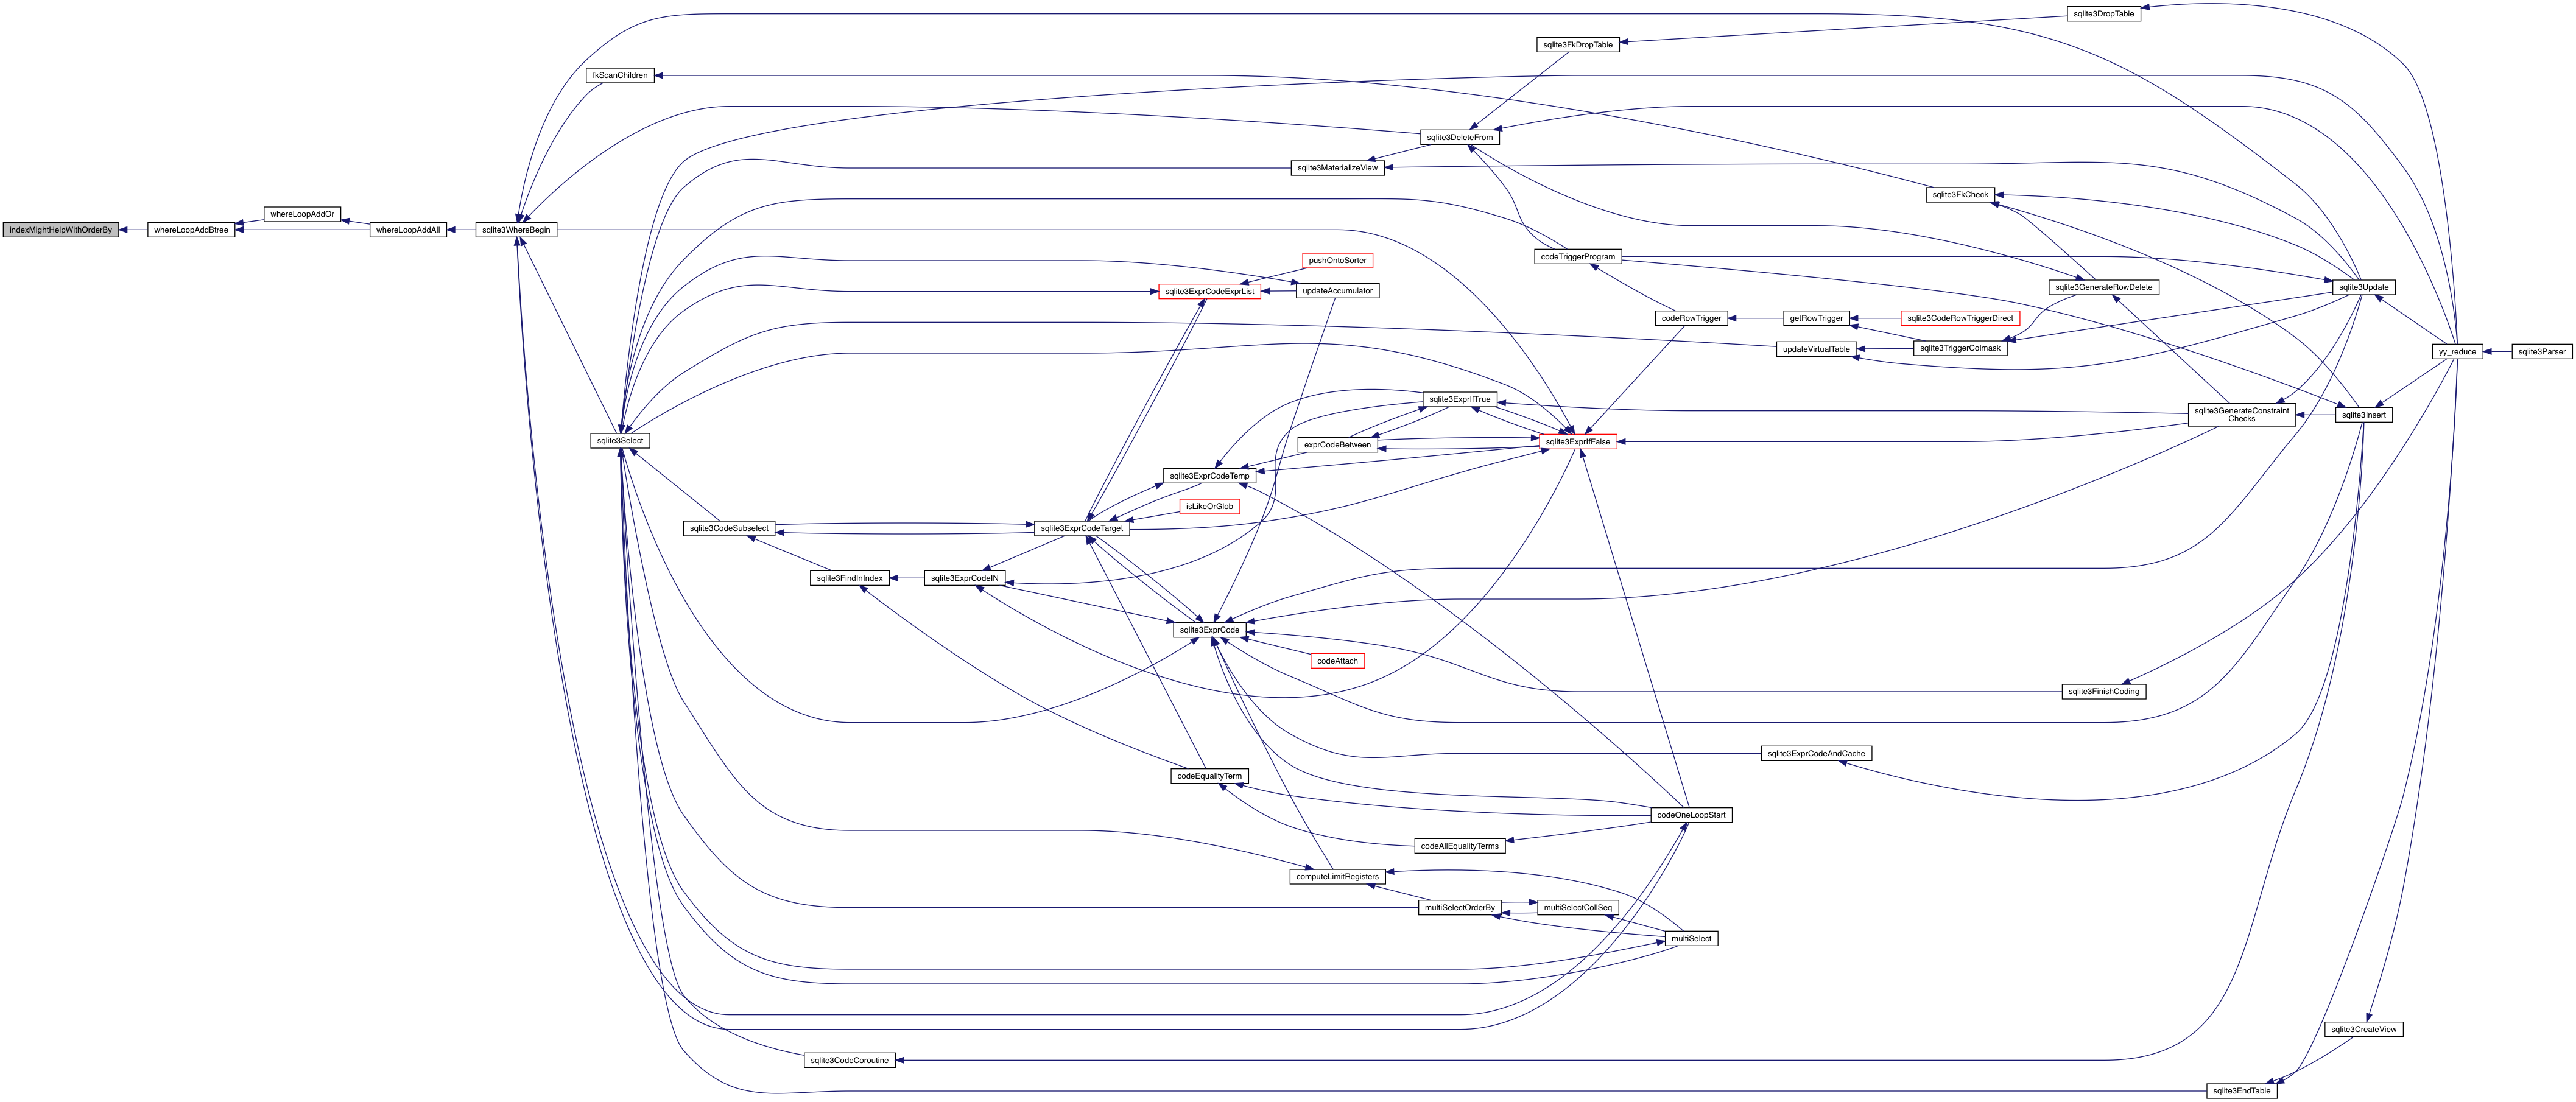 sqlite3DropTable
sqlite3FkDropTable
fkScanChildren
sqlite3DeleteFrom
sqlite3MaterializeView
sqlite3FkCheck
whereLoopAddOr
indexMightHelpWithOrderBy
whereLoopAddBtree
whereLoopAddAll
sqlite3WhereBegin
codeTriggerProgram
pushOntoSorter
sqlite3ExprCodeExprList
updateAccumulator
sqlite3GenerateRowDelete
sqlite3Update
codeRowTrigger
getRowTrigger
sqlite3CodeRowTriggerDirect
updateVirtualTable
sqlite3TriggerColmask
yy_reduce
sqlite3Parser
sqlite3ExprIfTrue
sqlite3GenerateConstraint
Checks
sqlite3Insert
sqlite3Select
exprCodeBetween
sqlite3ExprIfFalse
sqlite3ExprCodeTemp
isLikeOrGlob
sqlite3CodeSubselect
sqlite3ExprCodeTarget
sqlite3FindInIndex
sqlite3ExprCodeIN
sqlite3ExprCode
codeAttach
sqlite3FinishCoding
sqlite3ExprCodeAndCache
codeEqualityTerm
codeOneLoopStart
codeAllEqualityTerms
computeLimitRegisters
multiSelectOrderBy
multiSelectCollSeq
multiSelect
sqlite3CreateView
sqlite3CodeCoroutine
sqlite3EndTable